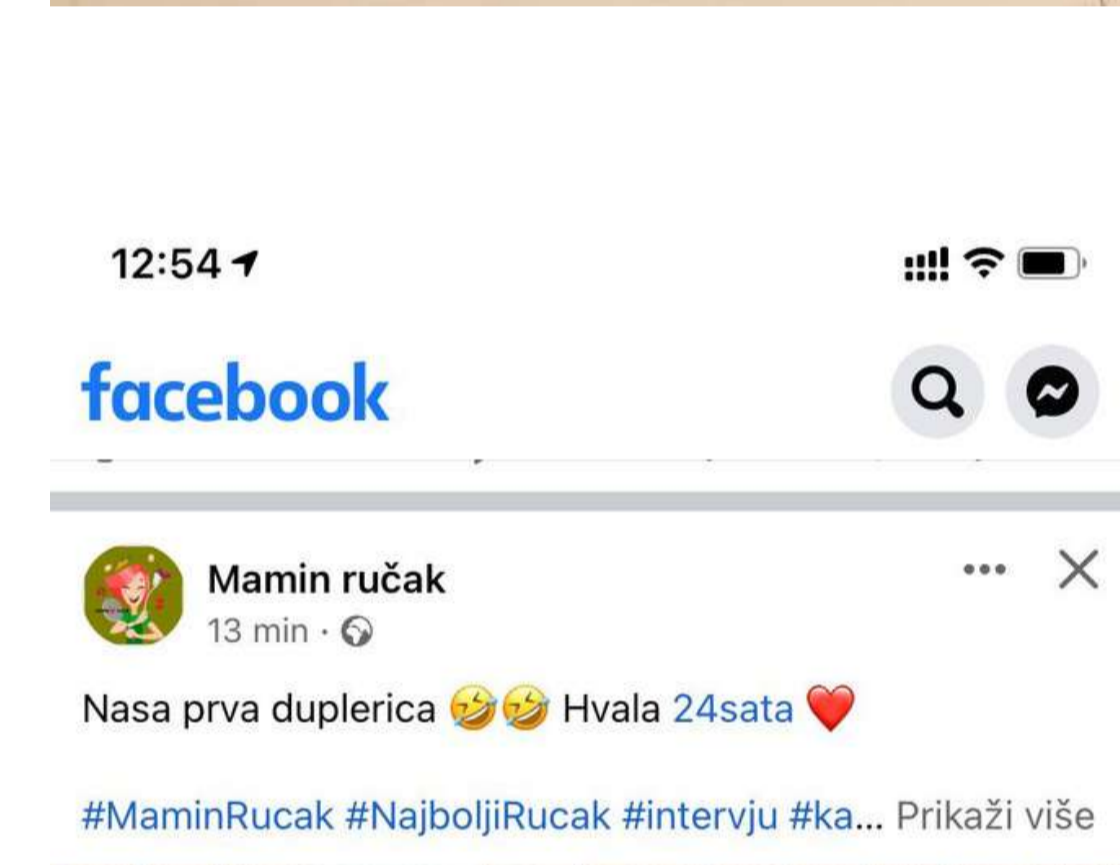 12:54
facebook
Mamin ručak
13 min ·
Nasa prva duplerica 🤣🤣 Hvala 24sata ❤️
#MaminRucak #NajboljiRucak #intervju #ka... Prikaži više